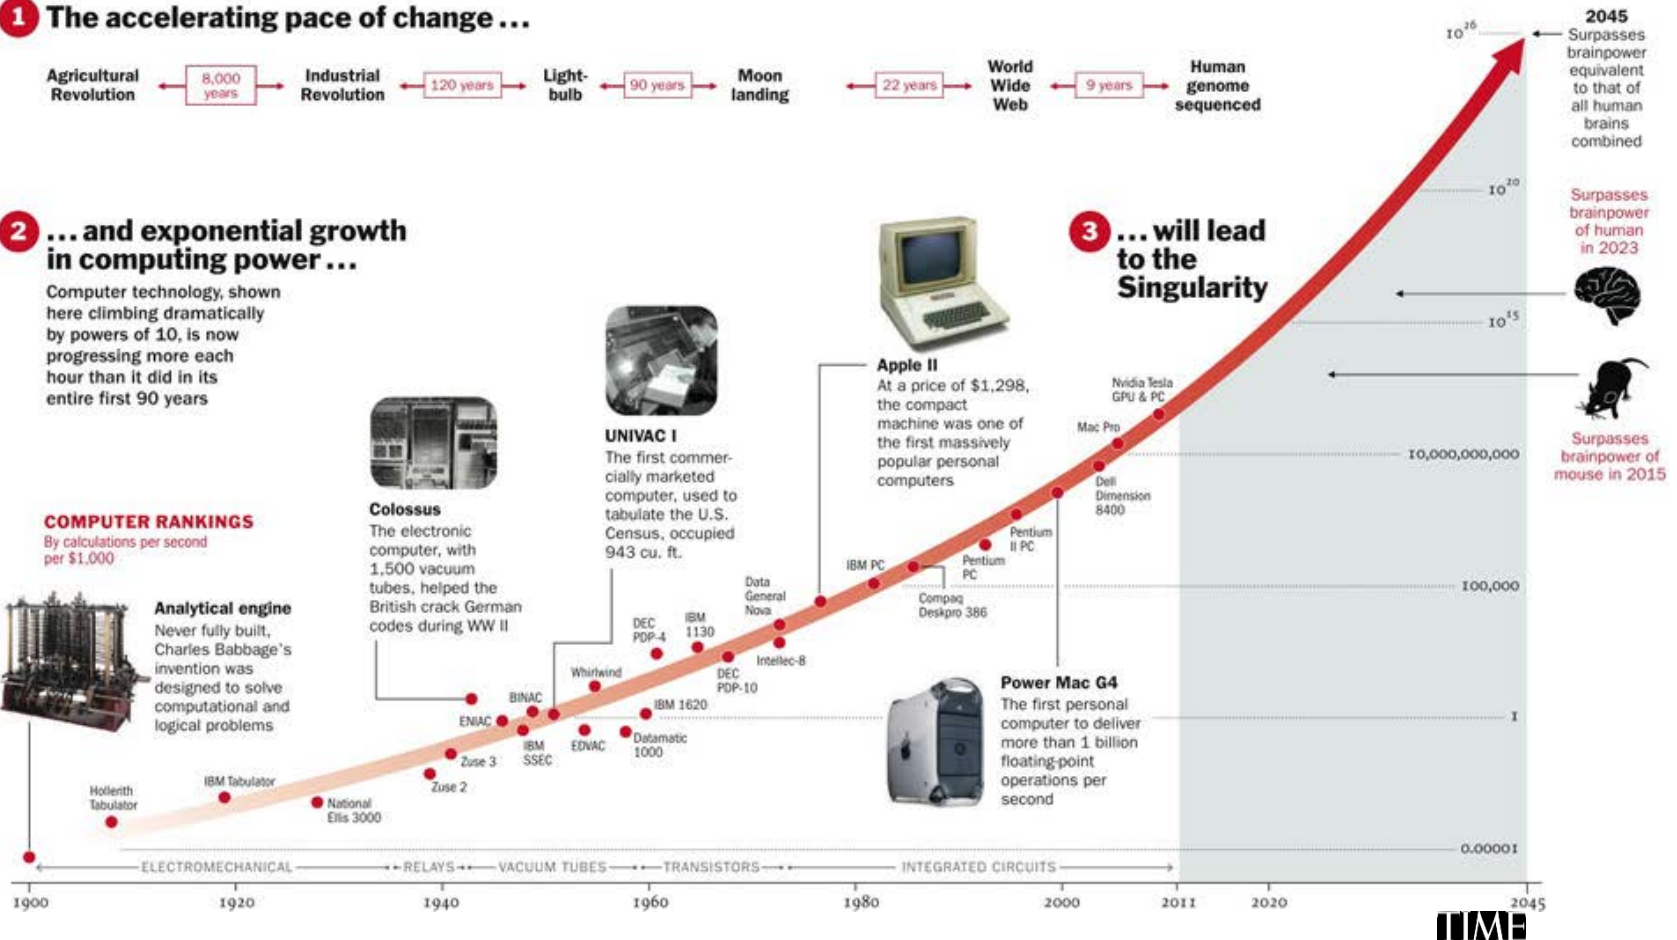 1 The accelerating pace of change ...
Agricultural
Revolution
8,000
years
Industrial
Revolution
120 years
Light-
bulb
90 years
Moon
landing
22 years
World
Wide
Web
9 years
Human
genome
sequenced
2 ... and exponential growth
in computing power ...
Computer technology, shown
here climbing dramatically
by powers of 10, is now
progressing more each
hour than it did in its
entire first 90 years
3 ... will lead
to the
Singularity
2045
Surpasses
brainpower
equivalent
to that of
all human
brains
combined
Surpasses
brainpower
of human
in 2023
Surpasses
brainpower of
mouse in 2015
COMPUTER RANKINGS
By calculations per second
per $1,000
Analytical engine
Never fully built,
Charles Babbage's
invention was
designed to solve
computational and
logical problems
Colossus
The electronic
computer, with
1,500 vacuum
tubes, helped the
British crack German
codes during WW II
UNIVAC I
The first commer-
cially marketed
computer, used to
tabulate the U.S.
Census, occupied
943 cu. ft.
Apple II
At a price of $1,298,
the compact
machine was one of
the first massively
popular personal
computers
Power Mac G4
The first personal
computer to deliver
more than 1 billion
floating-point
operations per
second
Hollerith
Tabulator
IBM Tabulator
National
Ellis 3000
Zuse 2
Zuse 3
ENIAC
BINAC
IBM
SSEC
Whirlwind
EDVAC
Datamatic
1000
IBM 1620
DEC
PDP-4
IBM
1130
DEC
PDP-10
Data
General
Nova
Intellec-8
IBM PC
Compaq
Deskpro 386
Pentium
PC
Pentium
II PC
Dell
Dimension
8400
Mac Pro
Nvidia Tesla
GPU & PC
10²⁶
10²⁰
10¹⁵
10,000,000,000
100,000
1
0.00001
ELECTROMECHANICAL
RELAYS
VACUUM TUBES
TRANSISTORS
INTEGRATED CIRCUITS
1900
1920
1940
1960
1980
2000
2011
2020
2045
TIME